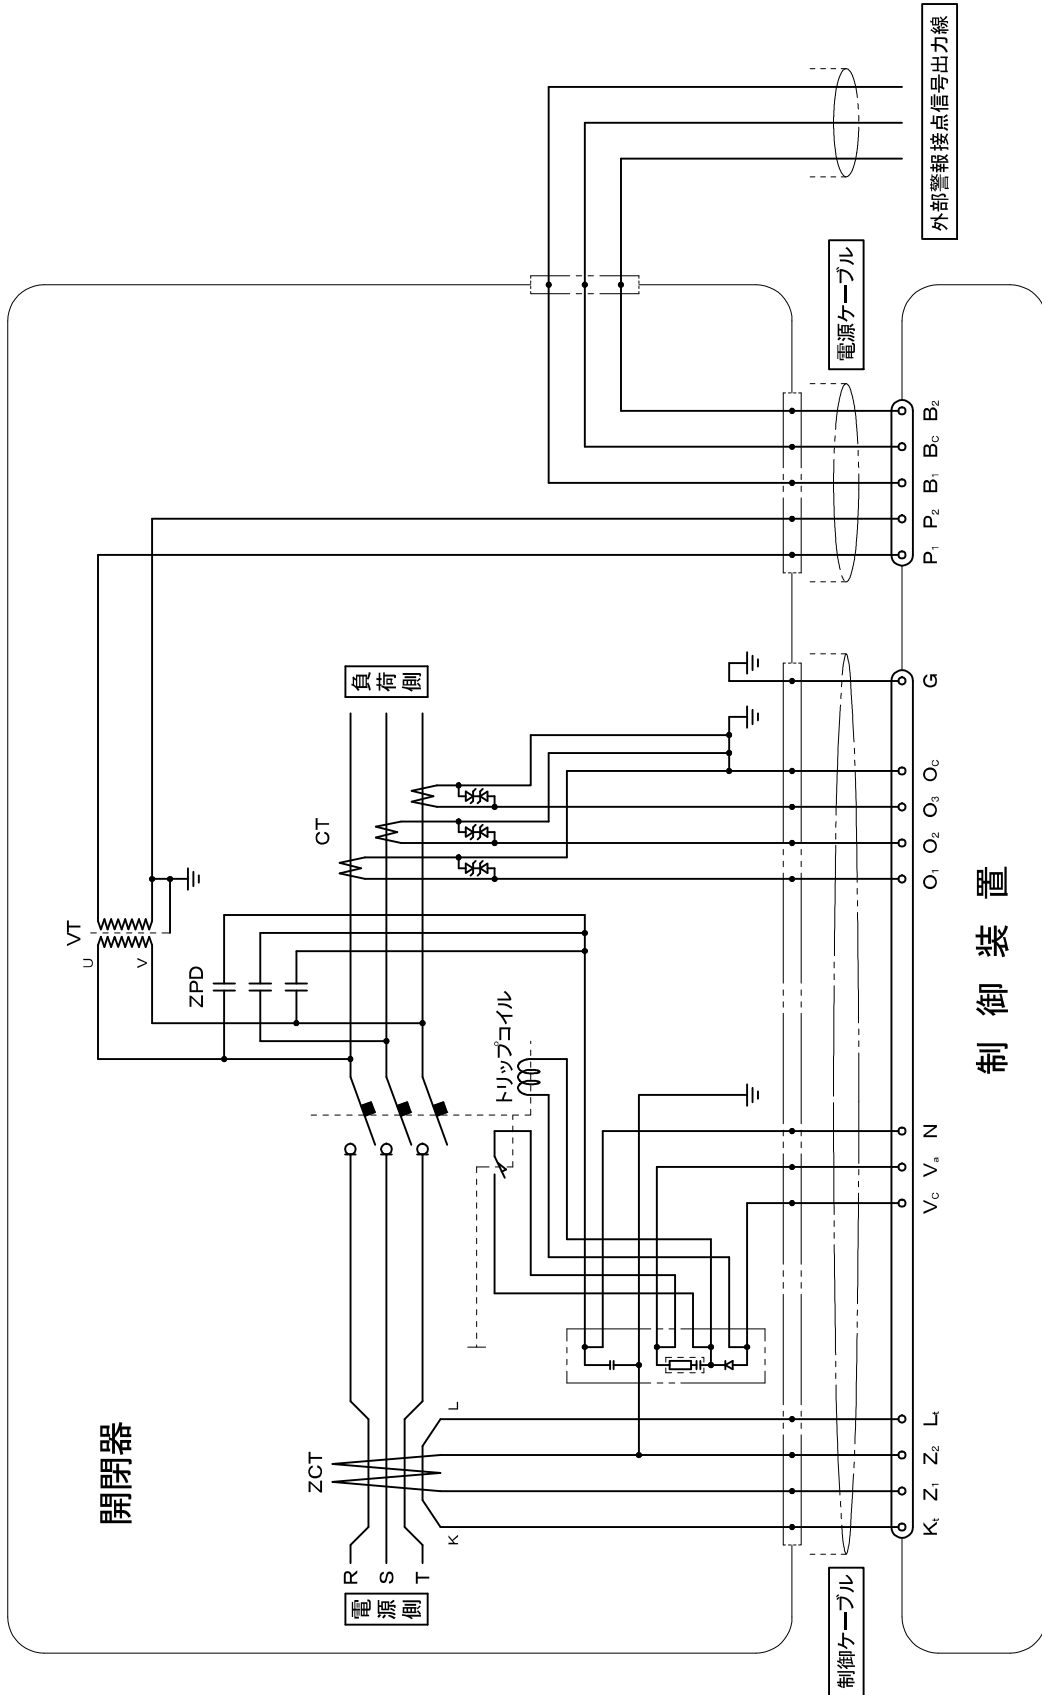 開閉器
電源側
R
S
T
K
L
ZCT
トリップコイル
ZPD
U
V
VT
CT
負荷側
制御ケーブル
電源ケーブル
外部警報接点信号出力線
Kt
Z1
Z2
Lt
Vc
Va
N
O1
O2
O3
Oc
G
P1
P2
B1
Bc
B2
制御装置